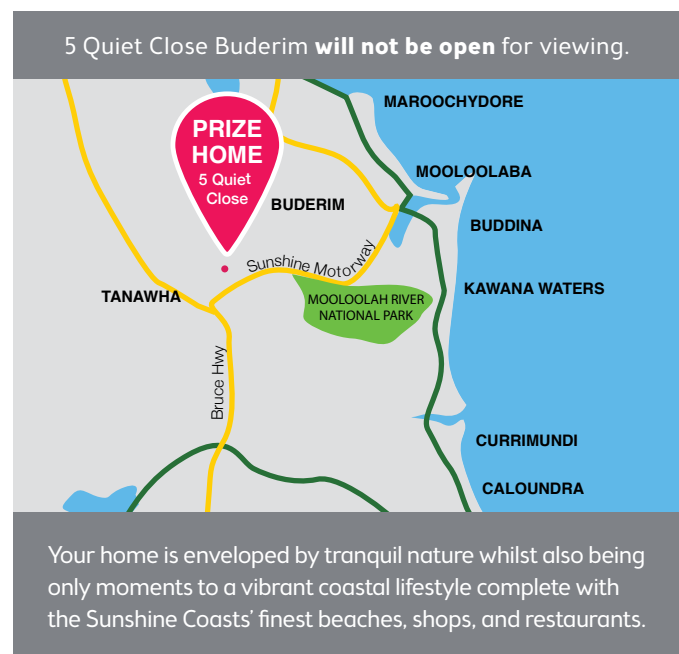 5 Quiet Close Buderim will not be open for viewing.
MAROOCHYDORE
PRIZE
HOME
5 Quiet
Close
MOOLOOLABA
BUDERIM
BUDDINA
Sunshine Motorway
TANAWHA
MOOLOOLAH RIVER
NATIONAL PARK
KAWANA WATERS
Bruce Hwy
CURRIMUNDI
CALOUNDRA
Your home is enveloped by tranquil nature whilst also being
only moments to a vibrant coastal lifestyle complete with
the Sunshine Coasts' finest beaches, shops, and restaurants.